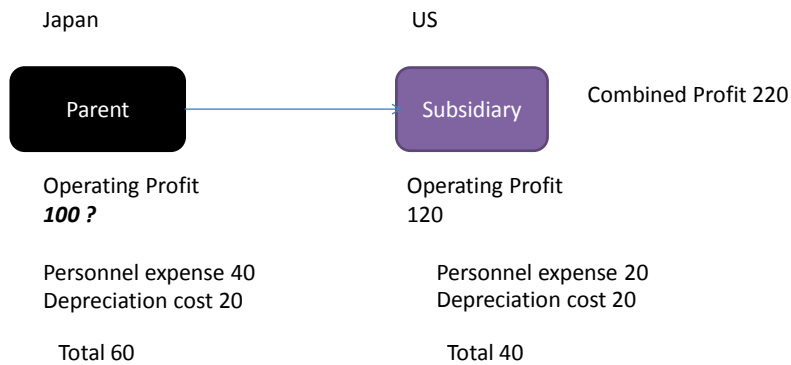 Japan
US
Parent
Subsidiary
Combined Profit 220
Operating Profit
100 ?
Operating Profit
120
Personnel expense 40
Depreciation cost 20
Personnel expense 20
Depreciation cost 20
Total 60
Total 40